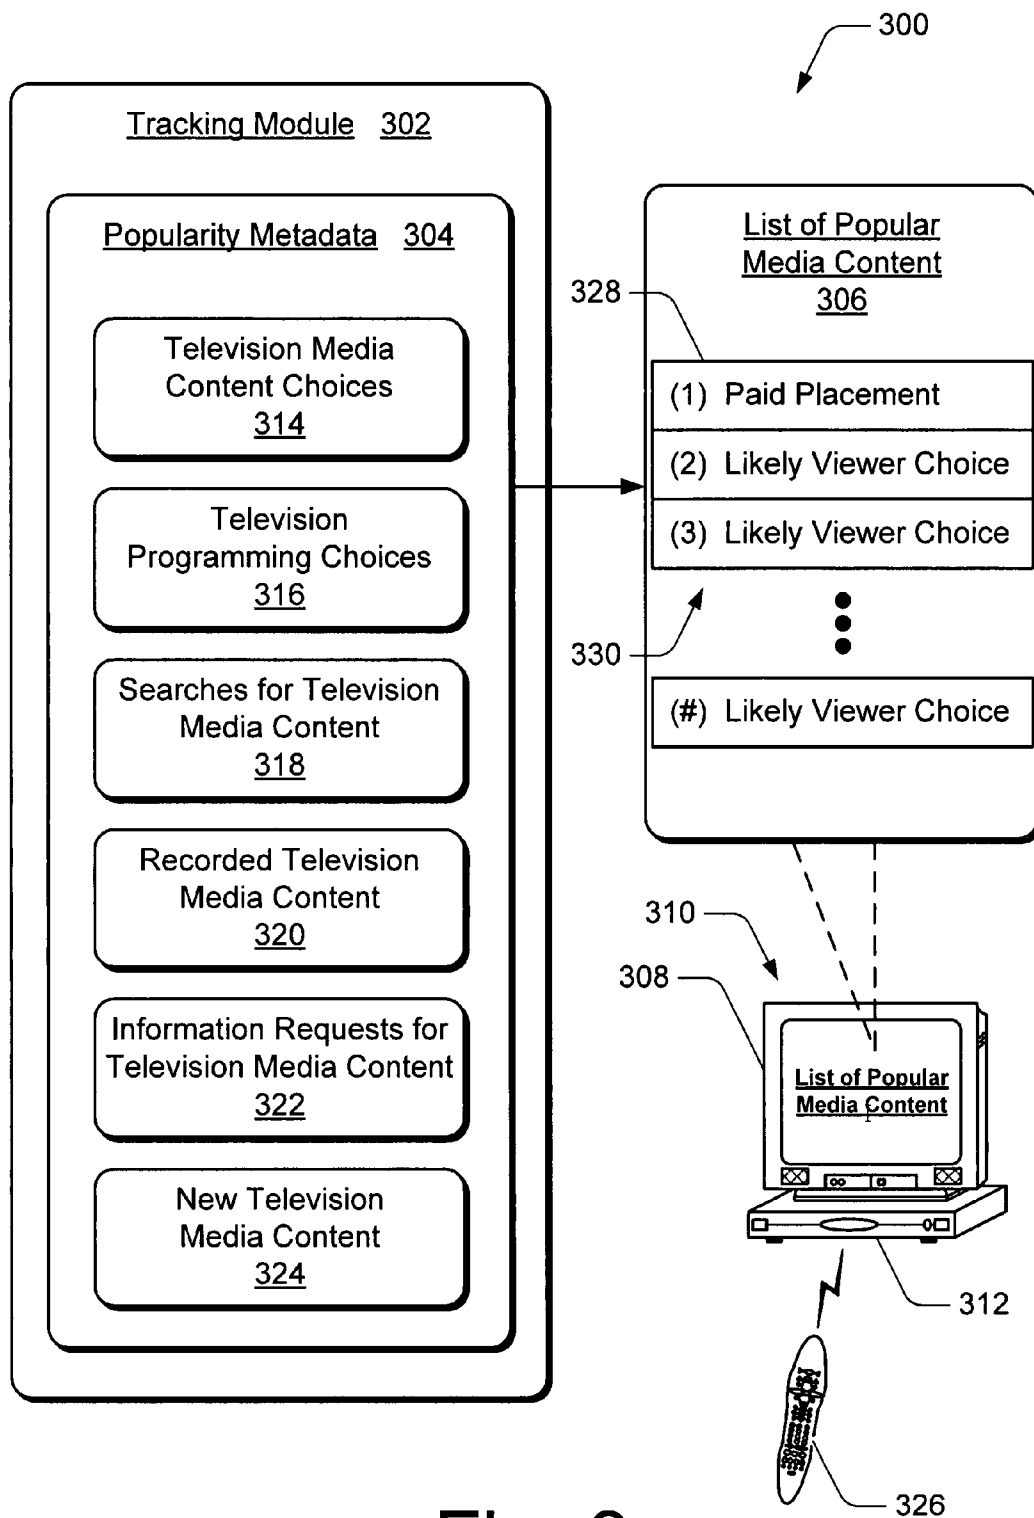 300
Tracking Module 302
Popularity Metadata 304
Television Media
Content Choices
314
Television
Programming Choices
316
Searches for Television
Media Content
318
Recorded Television
Media Content
320
Information Requests for
Television Media Content
322
New Television
Media Content
324
List of Popular
Media Content
306
328
(1) Paid Placement
(2) Likely Viewer Choice
(3) Likely Viewer Choice
330
(#) Likely Viewer Choice
310
308
List of Popular
Media Content
312
326